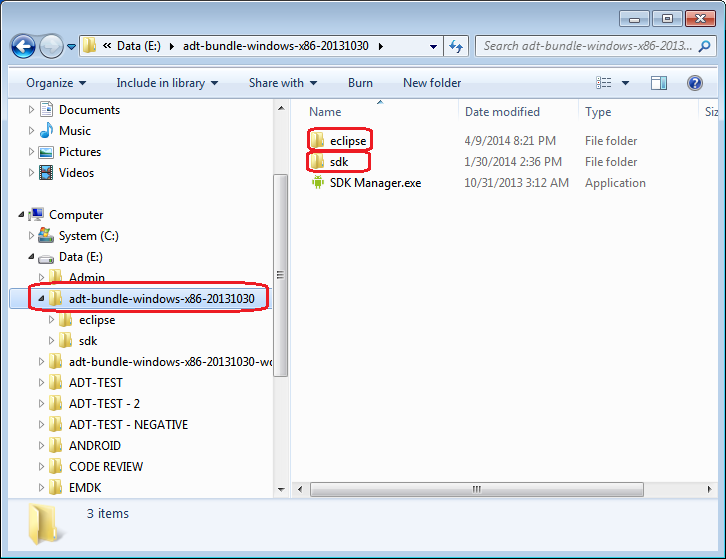 « Data (E:) ▸ adt-bundle-windows-x86-20131030 ▸
Search adt-bundle-windows-x86-2013...
Organize Include in library Share with Burn New folder
Documents
Music
Pictures
Videos
Computer
System (C:)
Data (E:)
Admin
adt-bundle-windows-x86-20131030
eclipse
sdk
adt-bundle-windows-x86-20131030-wo
ADT-TEST
ADT-TEST - 2
ADT-TEST - NEGATIVE
ANDROID
CODE REVIEW
EMDK
Name Date modified Type Siz
eclipse 4/9/2014 8:21 PM File folder
sdk 1/30/2014 2:36 PM File folder
SDK Manager.exe 10/31/2013 3:12 AM Application
3 items